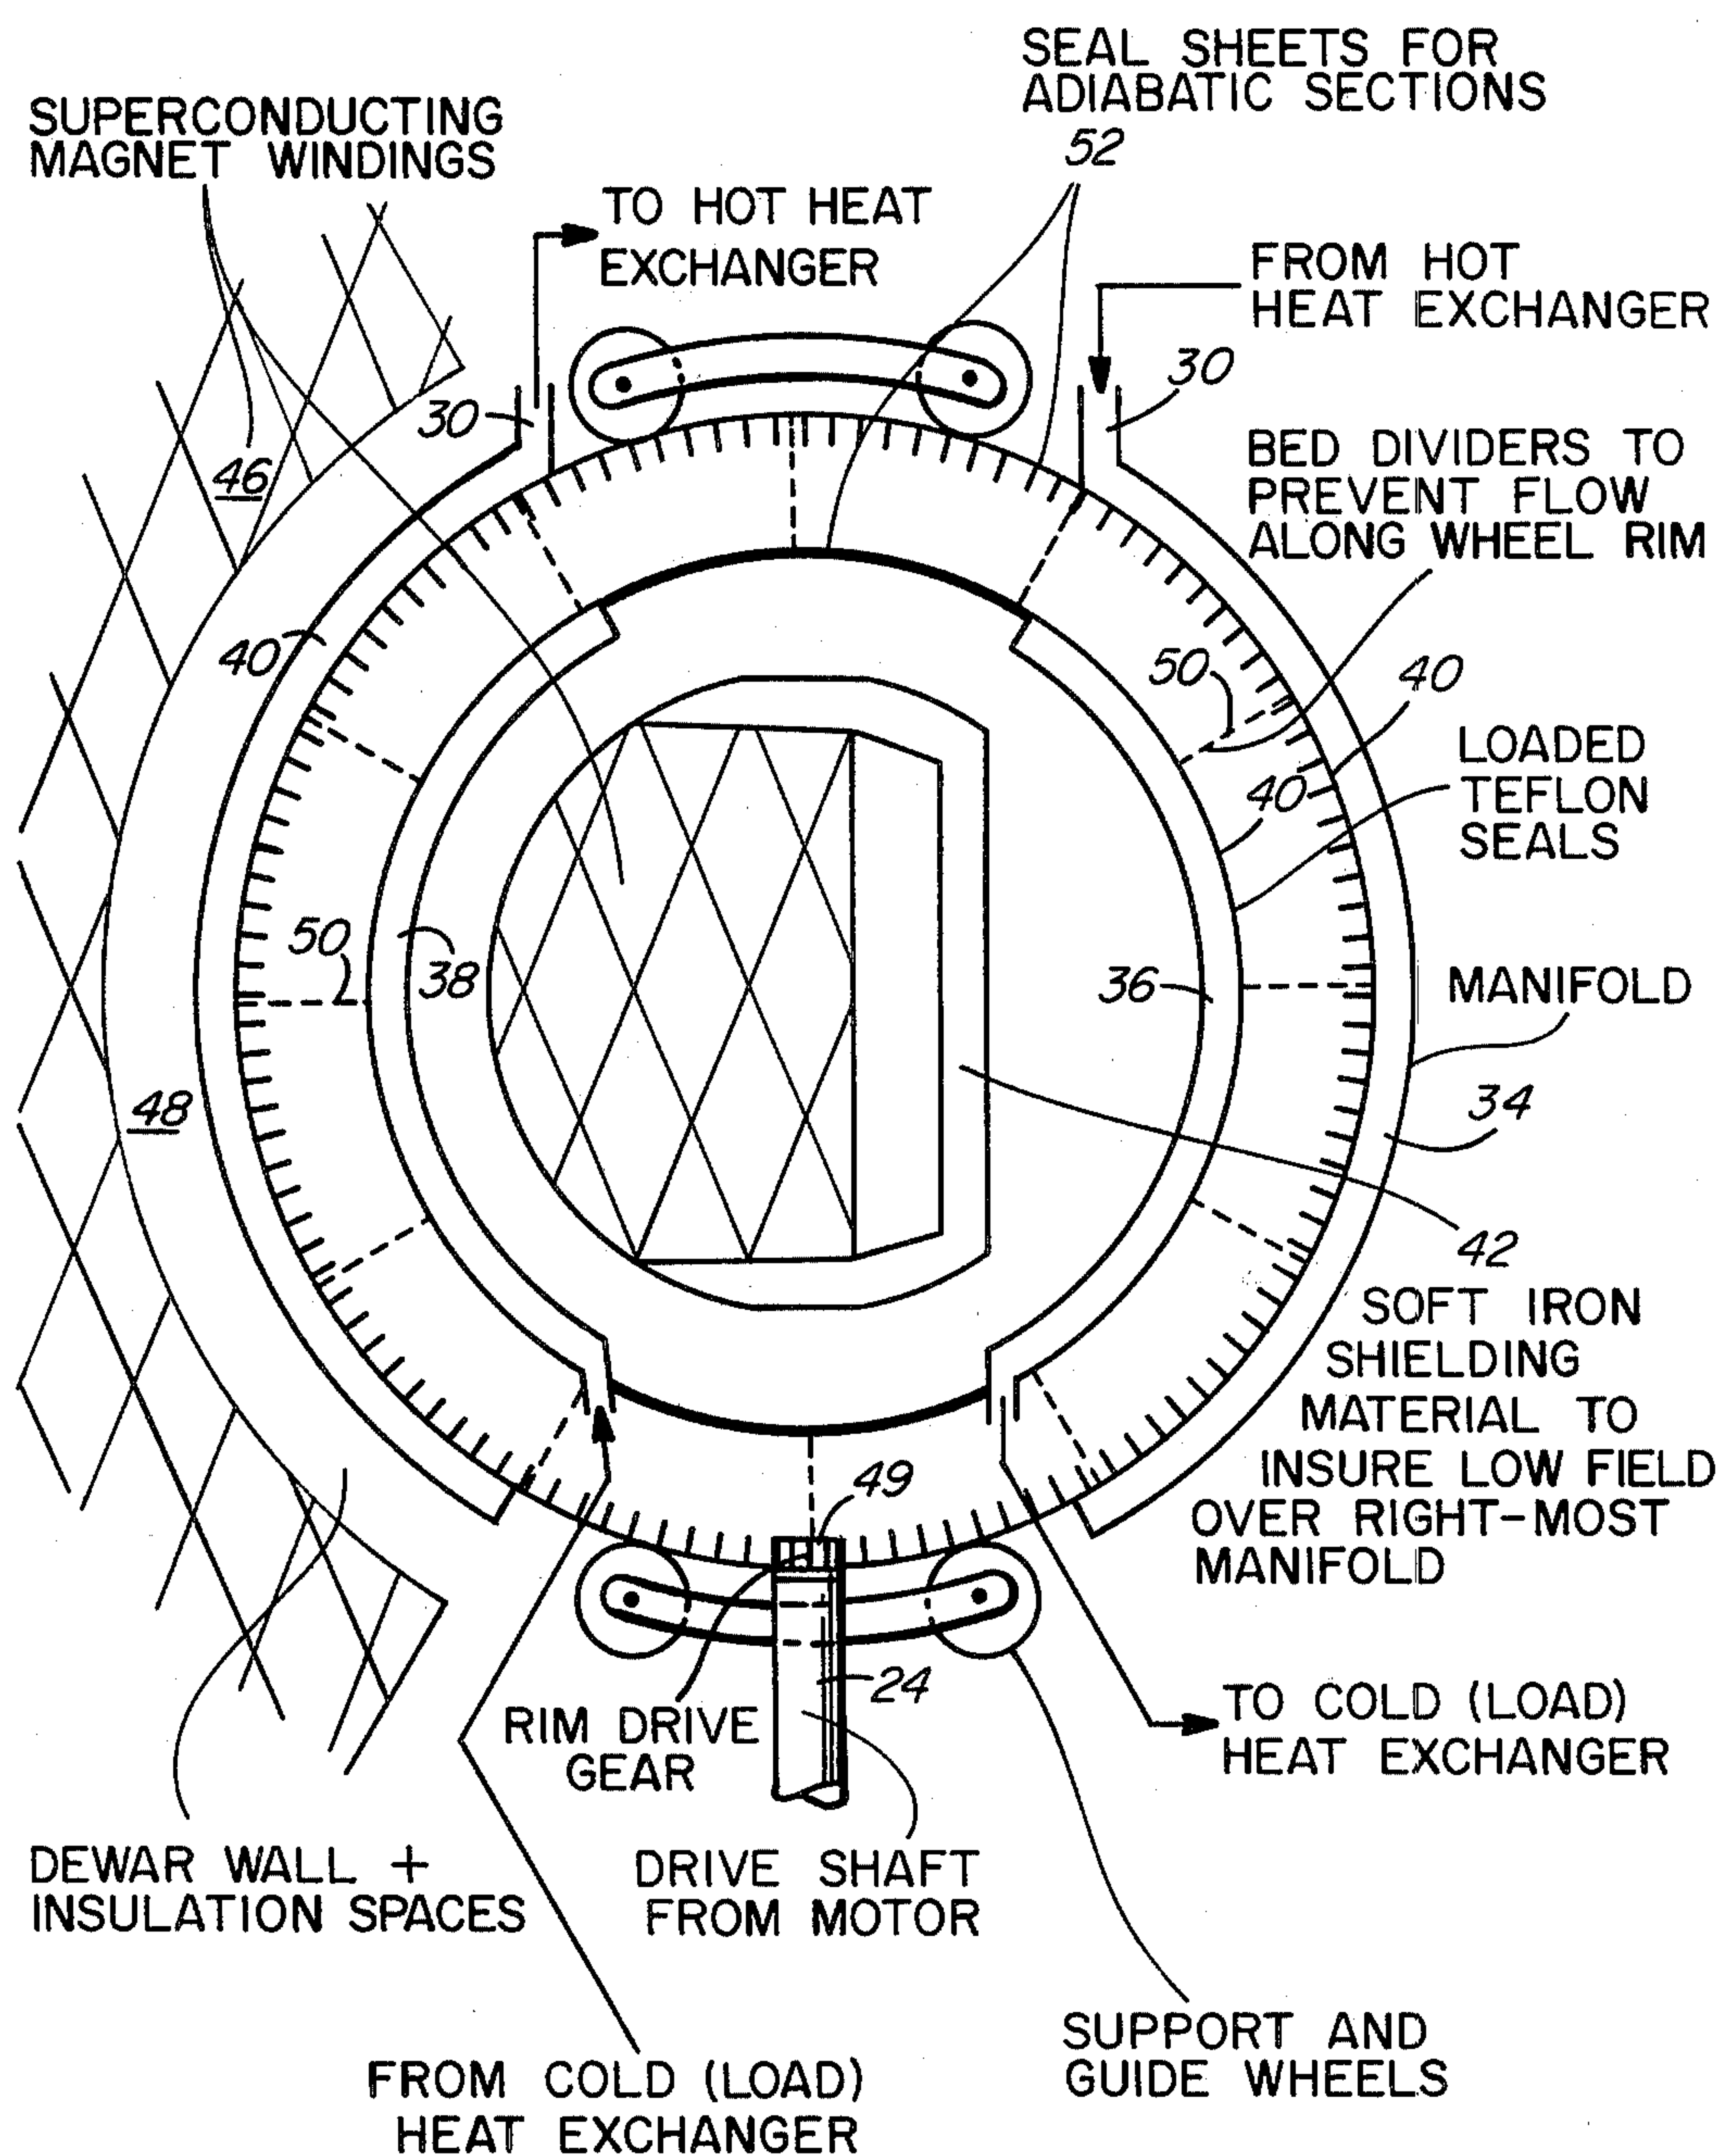 SEAL SHEETS FOR
ADIABATIC SECTIONS
52
SUPERCONDUCTING
MAGNET WINDINGS
TO HOT HEAT
EXCHANGER
FROM HOT
HEAT EXCHANGER
30
30
BED DIVIDERS TO
PREVENT FLOW
ALONG WHEEL RIM
46
40
50
40
LOADED
TEFLON
SEALS
40
50
38
36
MANIFOLD
48
34
42
SOFT IRON
SHIELDING
MATERIAL TO
INSURE LOW FIELD
OVER RIGHT-MOST
MANIFOLD
49
24
RIM DRIVE
GEAR
TO COLD (LOAD)
HEAT EXCHANGER
DEWAR WALL +
INSULATION SPACES
DRIVE SHAFT
FROM MOTOR
SUPPORT AND
GUIDE WHEELS
FROM COLD (LOAD)
HEAT EXCHANGER